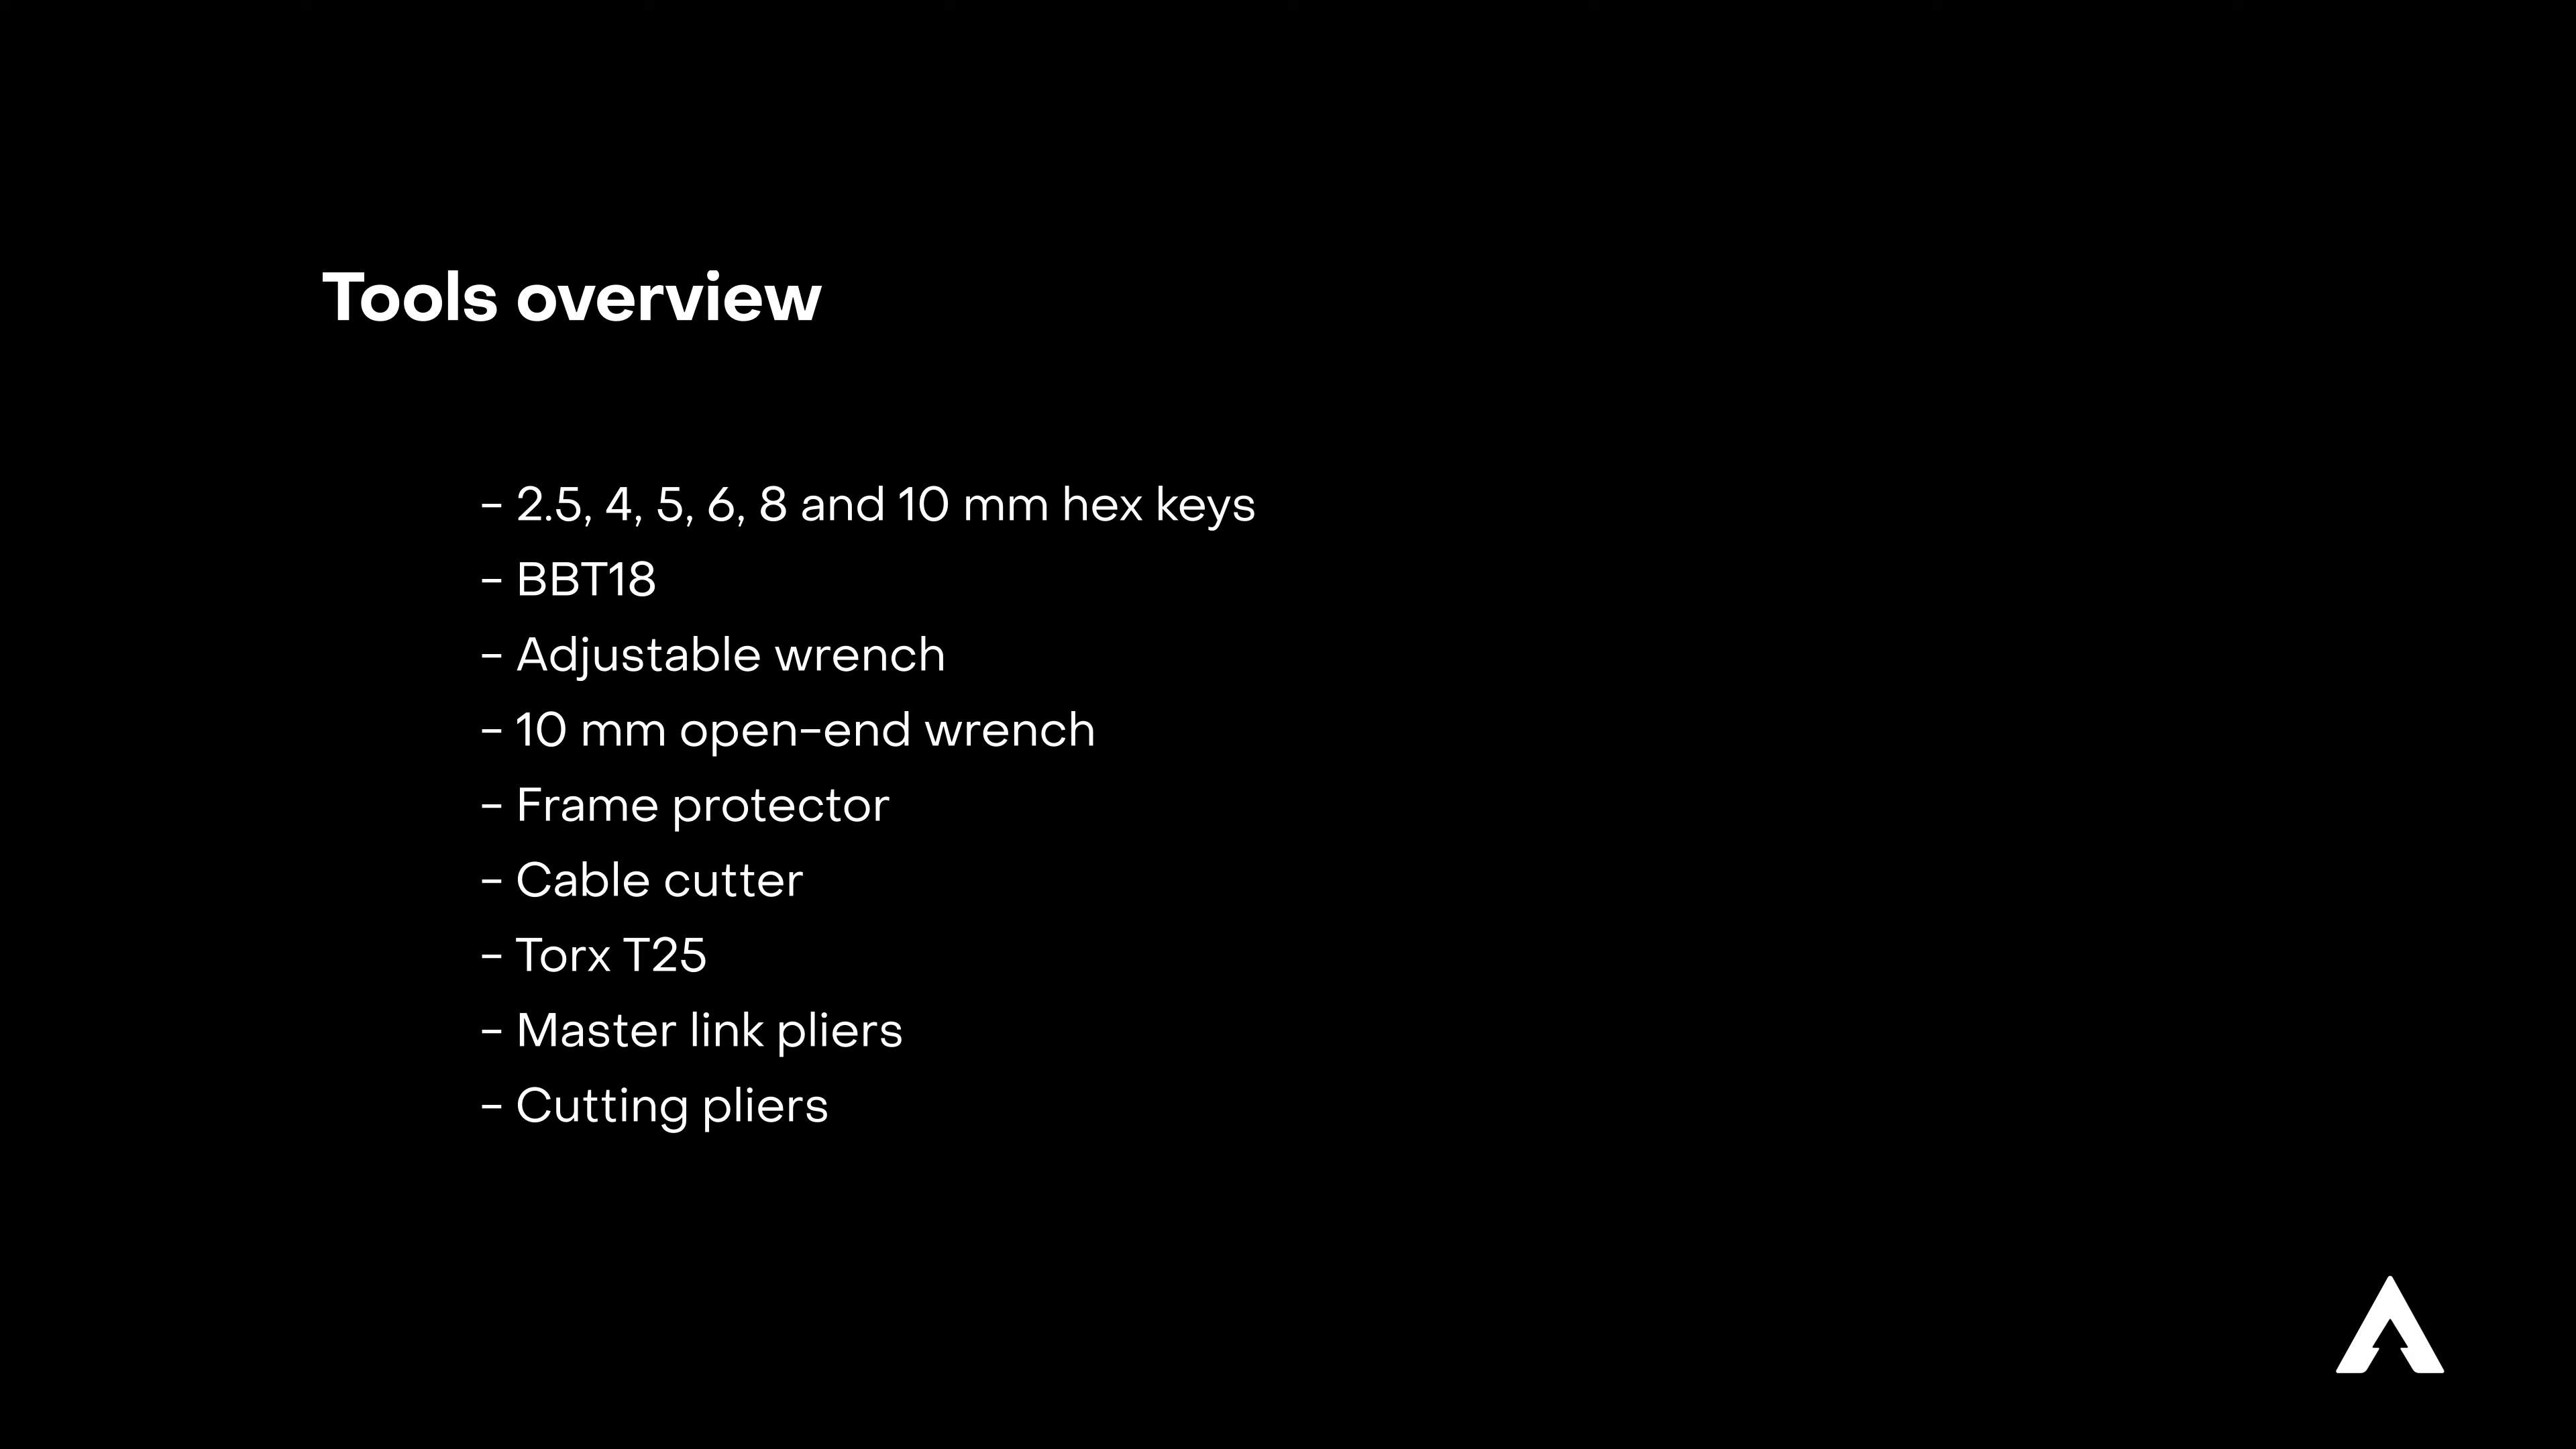 Tools overview
- 2.5, 4, 5, 6, 8 and 10 mm hex keys
- BBT18
- Adjustable wrench
- 10 mm open-end wrench
- Frame protector
- Cable cutter
- Torx T25
- Master link pliers
- Cutting pliers